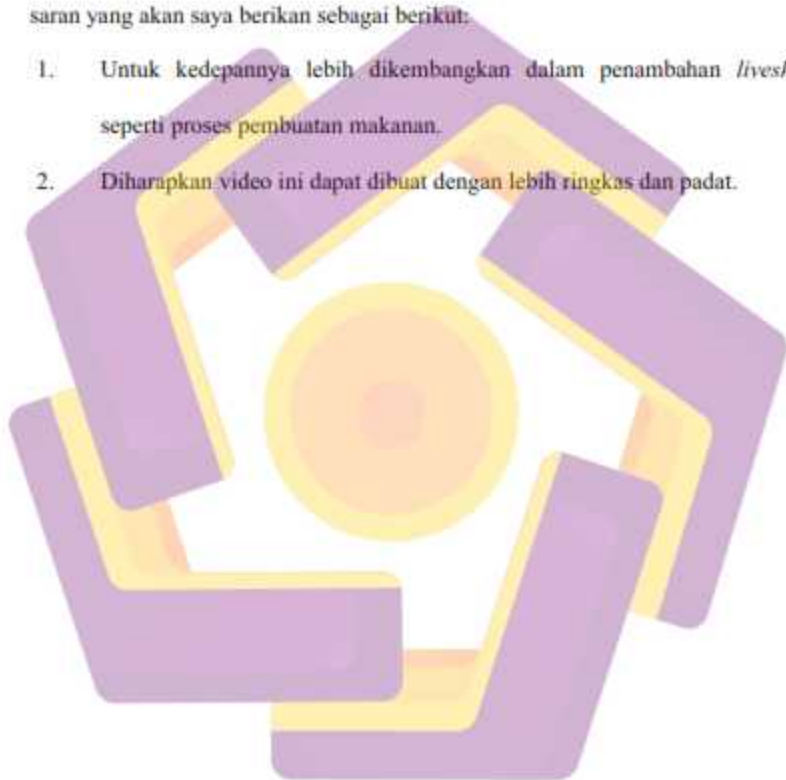 saran yang akan saya berikan sebagai berikut:
1. Untuk kedepannya lebih dikembangkan dalam penambahan
seperti proses pembuatan makanan.
2. Diharapkan video ini dapat dibuat dengan lebih ringkas dan padat.